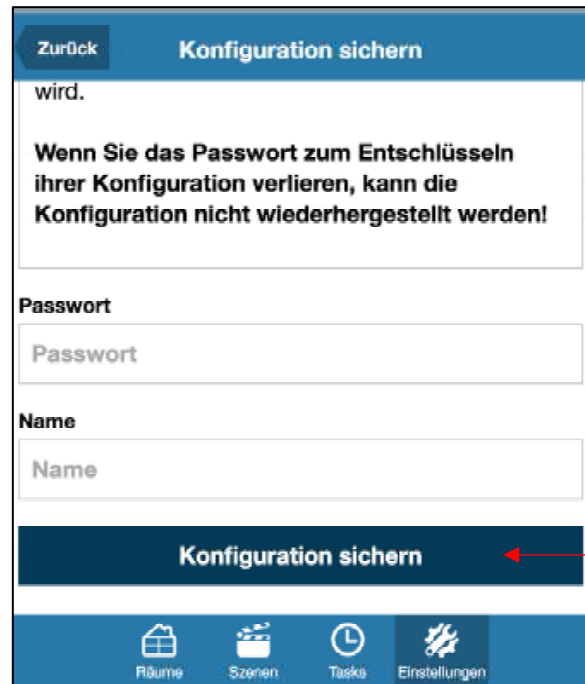 Zurück
Konfiguration sichern
wird.
Wenn Sie das Passwort zum Entschlüsseln
ihrer Konfiguration verlieren, kann die
Konfiguration nicht wiederhergestellt werden!
Passwort
Passwort
Name
Name
Konfiguration sichern
Räume
Szenen
Tasks
Einstellungen